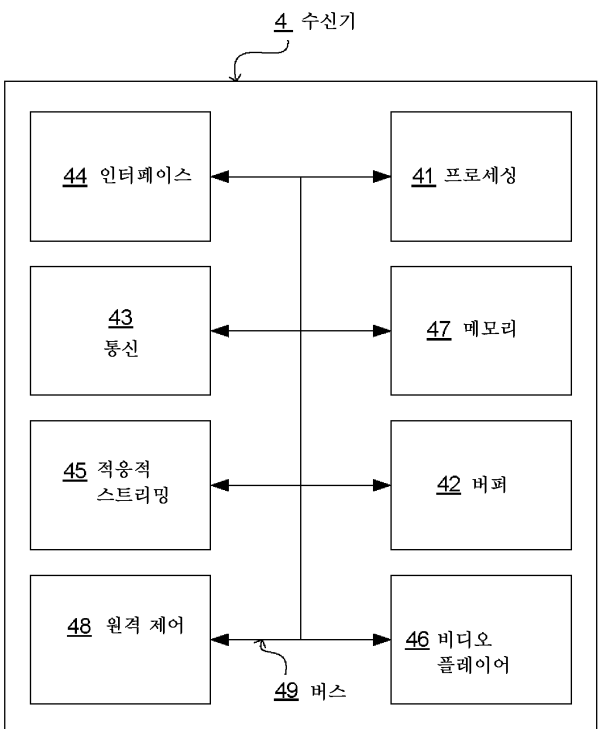 4 수신기
44 인터페이스
41 프로세싱
43
통신
47 메모리
45 적응적
스트리밍
42 버퍼
48 원격 제어
46 비디오
플레이어
49 버스